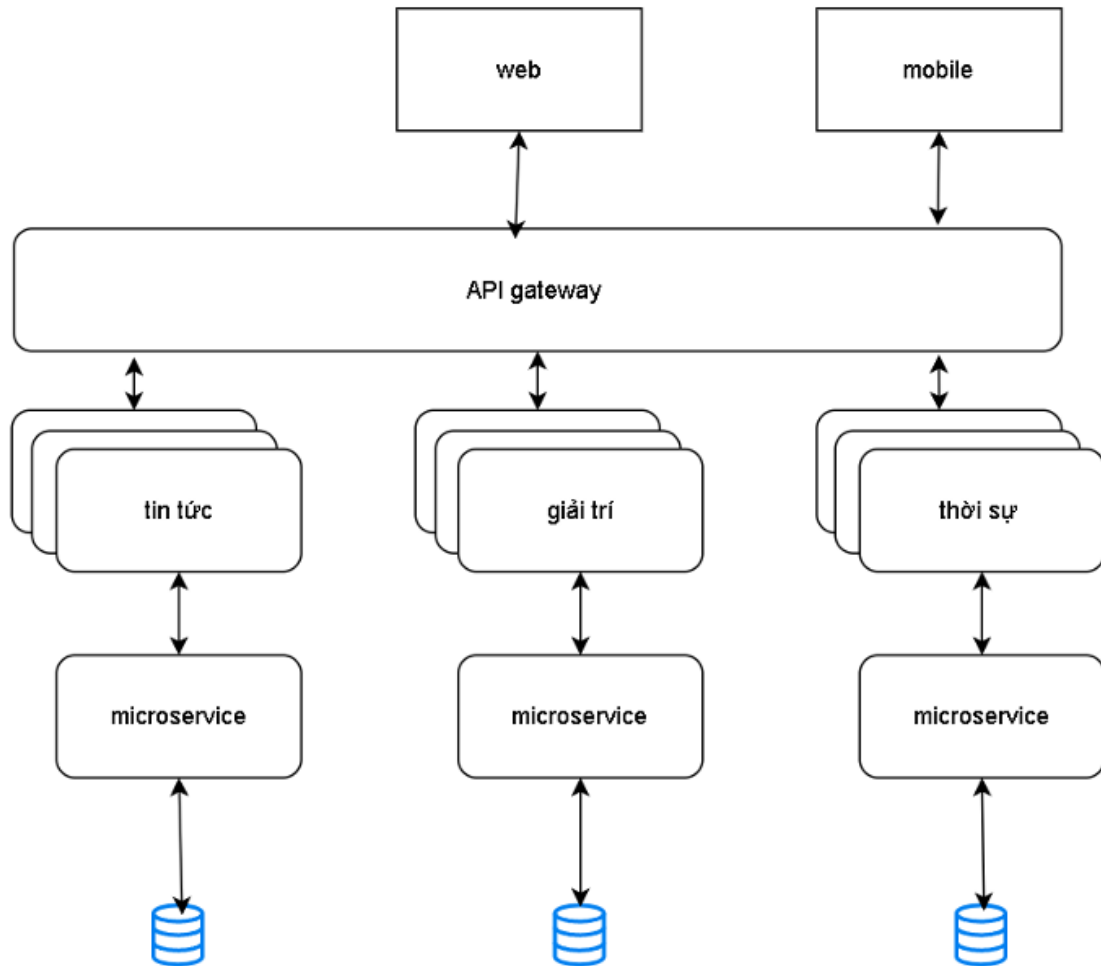 web
mobile
API gateway
tin tức
giải trí
thời sự
microservice
microservice
microservice